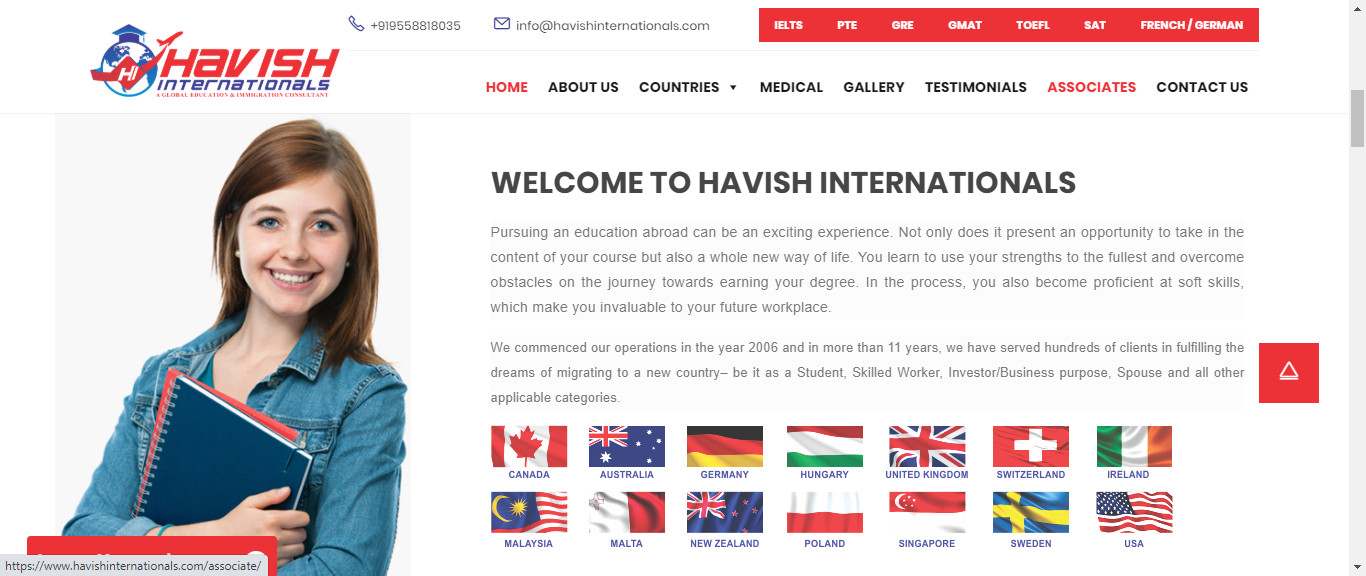 +919558818035
info@havishinternationals.com
IELTS PTE GRE GMAT TOEFL SAT FRENCH / GERMAN
HI HAVISH
INTERNATIONALS
A GLOBAL EDUCATION & IMMIGRATION CONSULTANT
HOME ABOUT US COUNTRIES MEDICAL GALLERY TESTIMONIALS ASSOCIATES CONTACT US
WELCOME TO HAVISH INTERNATIONALS
Pursuing an education abroad can be an exciting experience. Not only does it present an opportunity to take in the
content of your course but also a whole new way of life. You learn to use your strengths to the fullest and overcome
obstacles on the journey towards earning your degree. In the process, you also become proficient at soft skills,
which make you invaluable to your future workplace.
We commenced our operations in the year 2006 and in more than 11 years, we have served hundreds of clients in fulfilling the
dreams of migrating to a new country– be it as a Student, Skilled Worker, Investor/Business purpose, Spouse and all other
applicable categories.
CANADA AUSTRALIA GERMANY HUNGARY UNITED KINGDOM SWITZERLAND IRELAND
MALAYSIA MALTA NEW ZEALAND POLAND SINGAPORE SWEDEN USA
https://www.havishinternationals.com/associate/